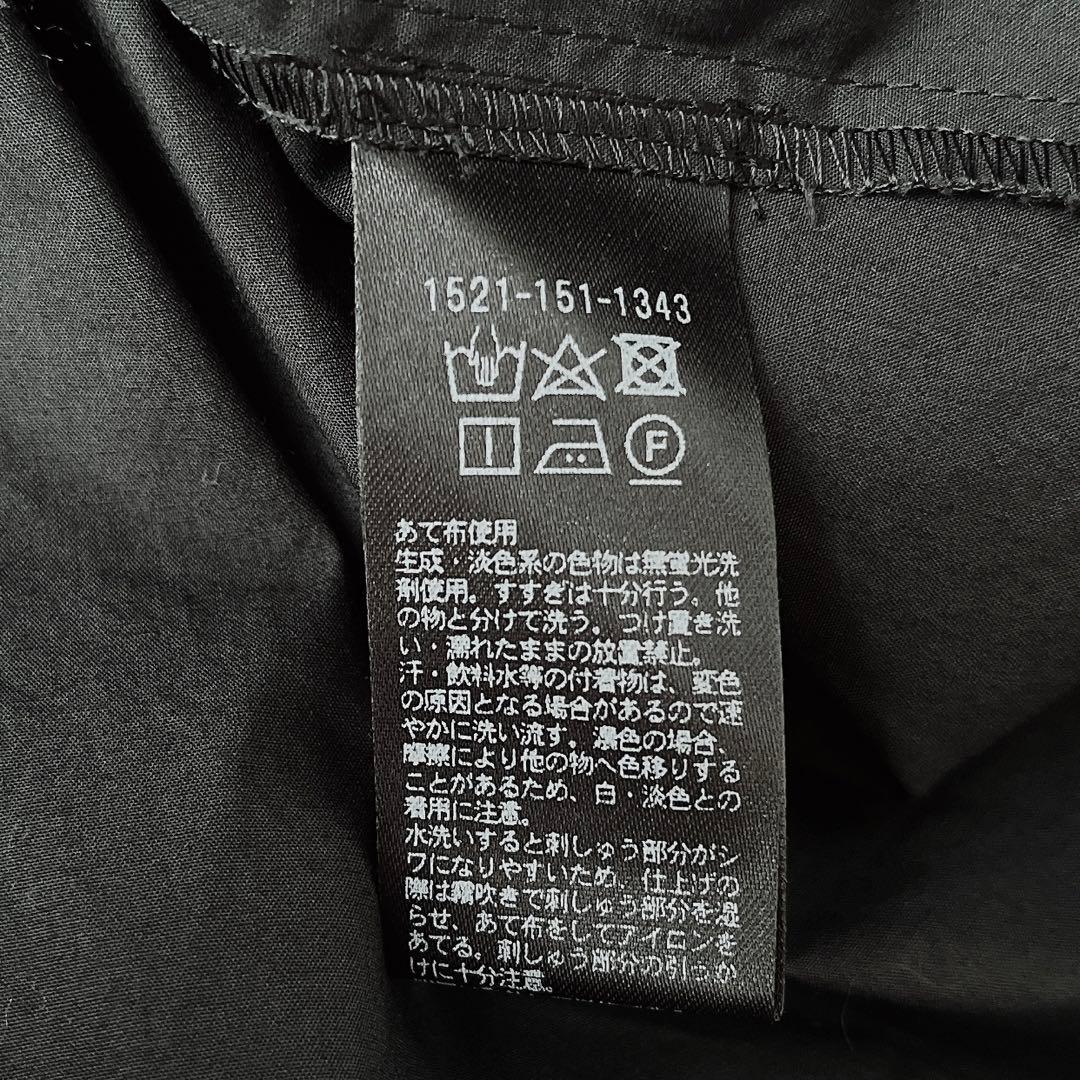 1521-151-1343
F
あて布使用
生成・淡色系の色物は無蛍光洗
剤使用。すすぎは十分行う。他
の物と分けて洗う。つけ置き洗
い・濡れたままの放置禁止。
汗・飲料水等の付着物は、変色
の原因となる場合があるので速
やかに洗い流す。濃色の場合、
摩擦により他の物へ色移りする
ことがあるため、白・淡色との
着用に注意。
水洗いすると刺しゅう部分がシ
ワになりやすいため、仕上げの
際は霧吹きで刺しゅう部分を湿
らせ、あて布をしてアイロンを
あてる。刺しゅう部分の引っか
けに十分注意。